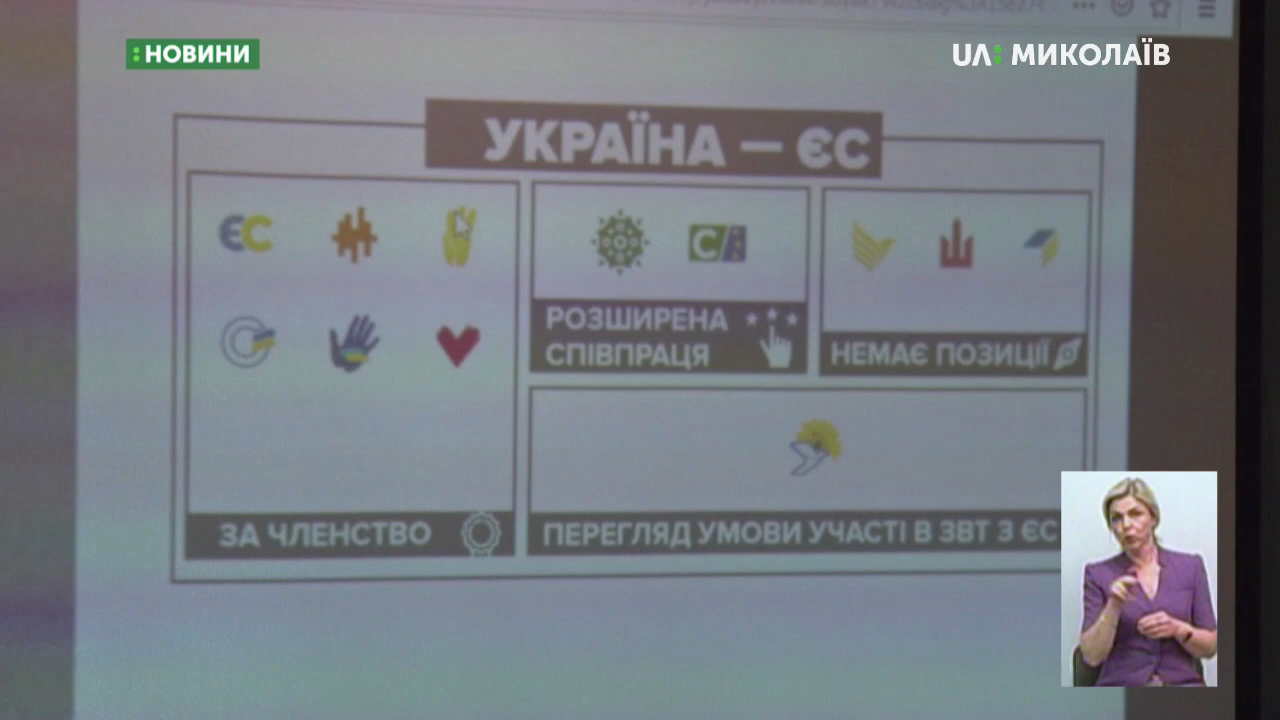 :НОВИНИ
UA: МИКОЛАЇВ
УКРАЇНА — ЄС
ЄС
РОЗШИРЕНА
СПІВПРАЦЯ
НЕМАЄ ПОЗИЦІЇ
ЗА ЧЛЕНСТВО
ПЕРЕГЛЯД УМОВИ УЧАСТІ В ЗВТ З ЄС